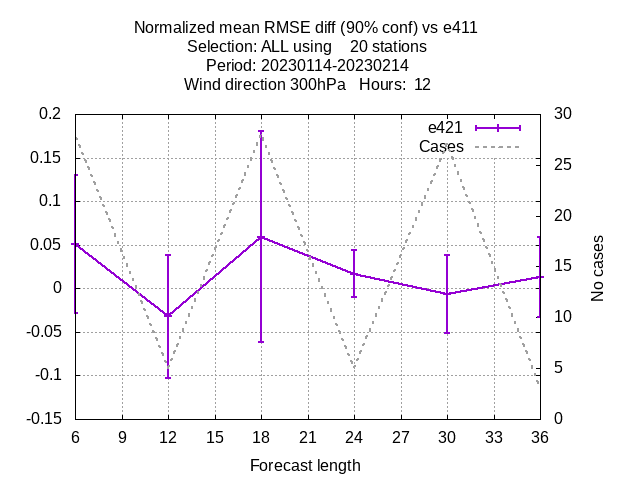 Normalized mean RMSE diff (90% conf) vs e411
Selection: ALL using    20 stations
Period: 20230114-20230214
Wind direction 300hPa   Hours:  12
0.2
0.15
0.1
0.05
0
-0.05
-0.1
-0.15
30
25
20
15
10
5
0
e421
Cases
No cases
6 9 12 15 18 21 24 27 30 33 36
Forecast length